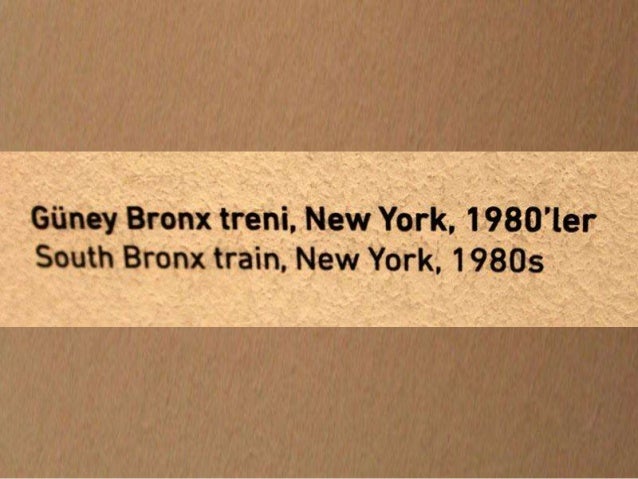 Güney Bronx treni, New York, 1980'ler
South Bronx train, New York, 1980s